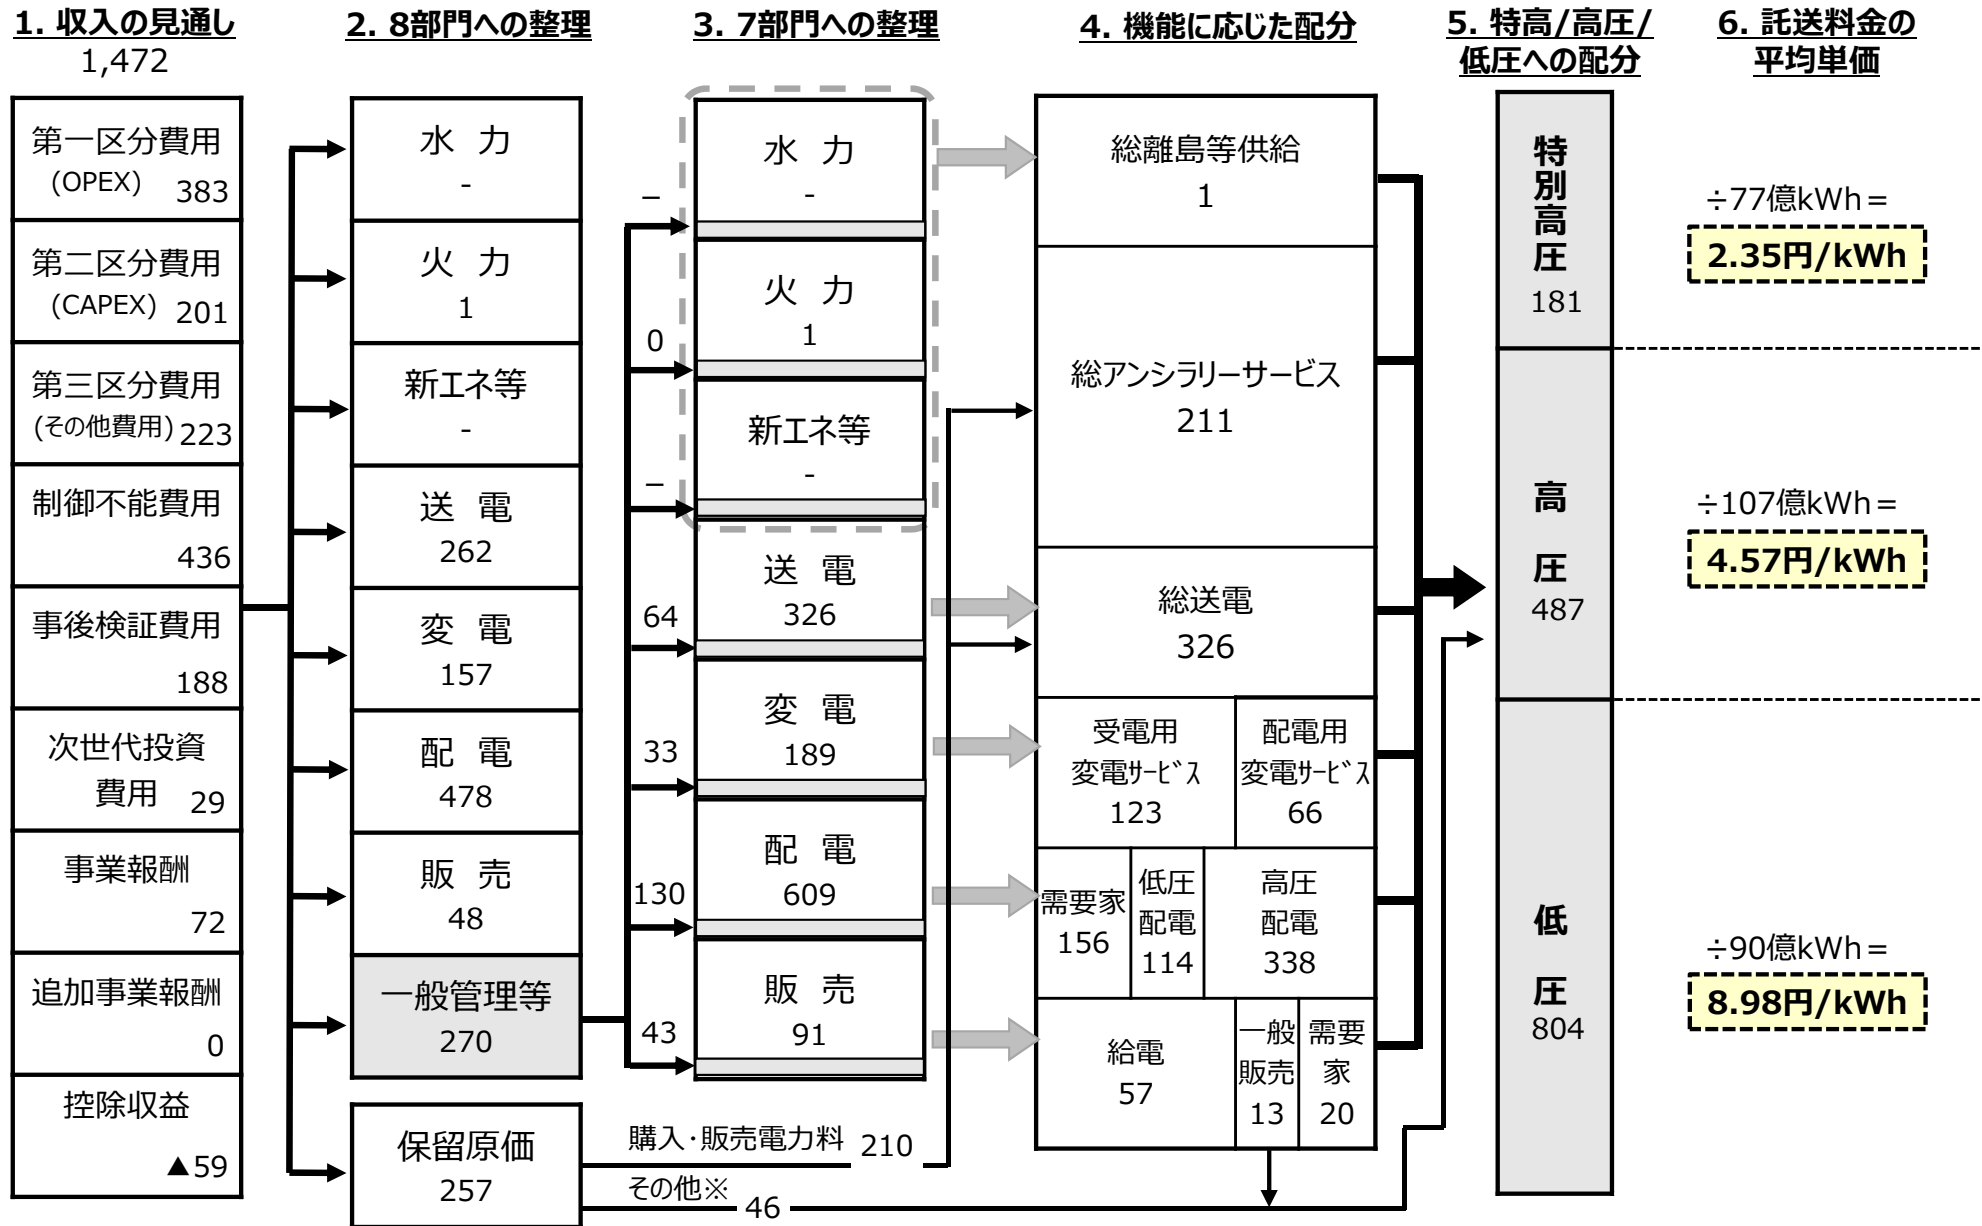 1. 収入の見通し
1,472
第一区分費用
(OPEX) 383
第二区分費用
(CAPEX) 201
第三区分費用
(その他費用) 223
制御不能費用
436
事後検証費用
188
次世代投資
費用 29
事業報酬
72
追加事業報酬
0
控除収益
▲59
2. 8部門への整理
水 力
-
火 力
1
新エネ等
-
送 電
262
変 電
157
配 電
478
販 売
48
一般管理等
270
保留原価
257
購入・販売電力料 210
その他※ 46
3. 7部門への整理
−
水 力
-
0
火 力
1
−
新エネ等
-
64
送 電
326
33
変 電
189
130
配 電
609
43
販 売
91
4. 機能に応じた配分
総離島等供給
1
総アンシラリーサービス
211
総送電
326
受電用
変電ｻｰﾋﾞｽ
123
配電用
変電ｻｰﾋﾞｽ
66
需要家
156
低圧
配電
114
高圧
配電
338
給電
57
一般
販売
13
需要
家
20
5. 特高/高圧/
低圧への配分
特別高圧
181
高 圧
487
低 圧
804
6. 託送料金の
平均単価
÷77億kWh＝
2.35円/kWh
÷107億kWh＝
4.57円/kWh
÷90億kWh＝
8.98円/kWh